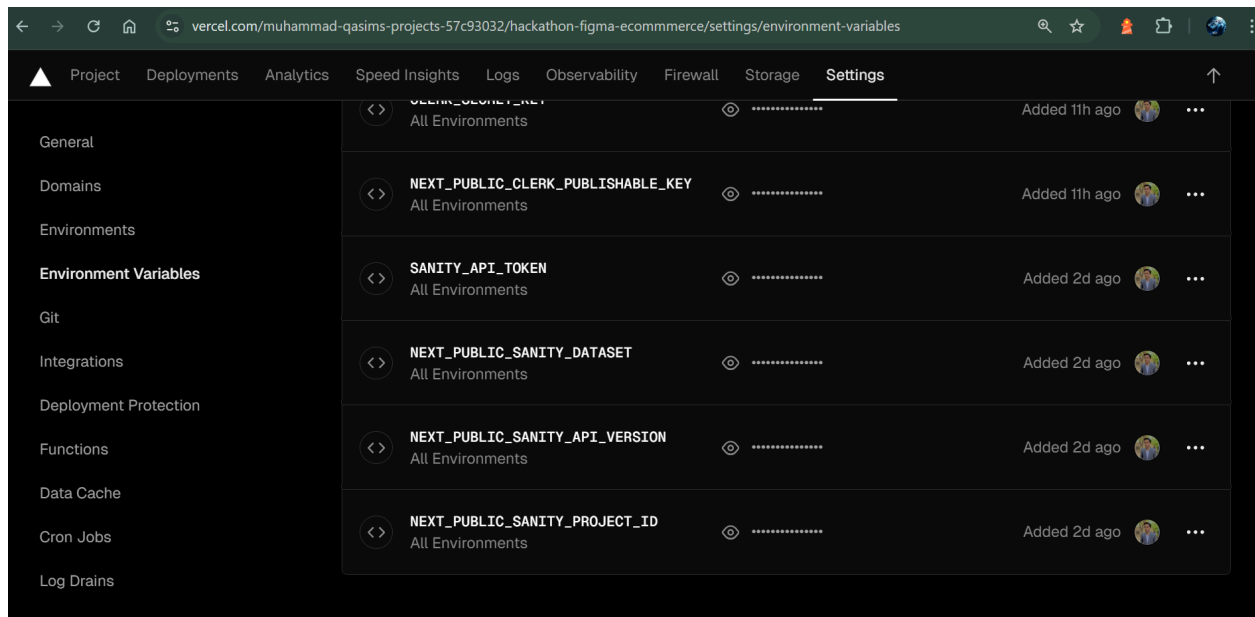 vercel.com/muhammad-qasims-projects-57c93032/hackathon-figma-ecommmerce/settings/environment-variables
Project Deployments Analytics Speed Insights Logs Observability Firewall Storage Settings
General
Domains
Environments
Environment Variables
Git
Integrations
Deployment Protection
Functions
Data Cache
Cron Jobs
Log Drains
CLERK_SECRET_KEY
All Environments
Added 11h ago
NEXT_PUBLIC_CLERK_PUBLISHABLE_KEY
All Environments
Added 11h ago
SANITY_API_TOKEN
All Environments
Added 2d ago
NEXT_PUBLIC_SANITY_DATASET
All Environments
Added 2d ago
NEXT_PUBLIC_SANITY_API_VERSION
All Environments
Added 2d ago
NEXT_PUBLIC_SANITY_PROJECT_ID
All Environments
Added 2d ago